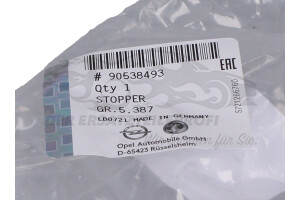 # 90538493
Qty 1
STOPPER
GR.5.387
LB0721 MADE IN GERMANY
Opel Automobile GmbH
D-65423 Rüsselsheim
EAC